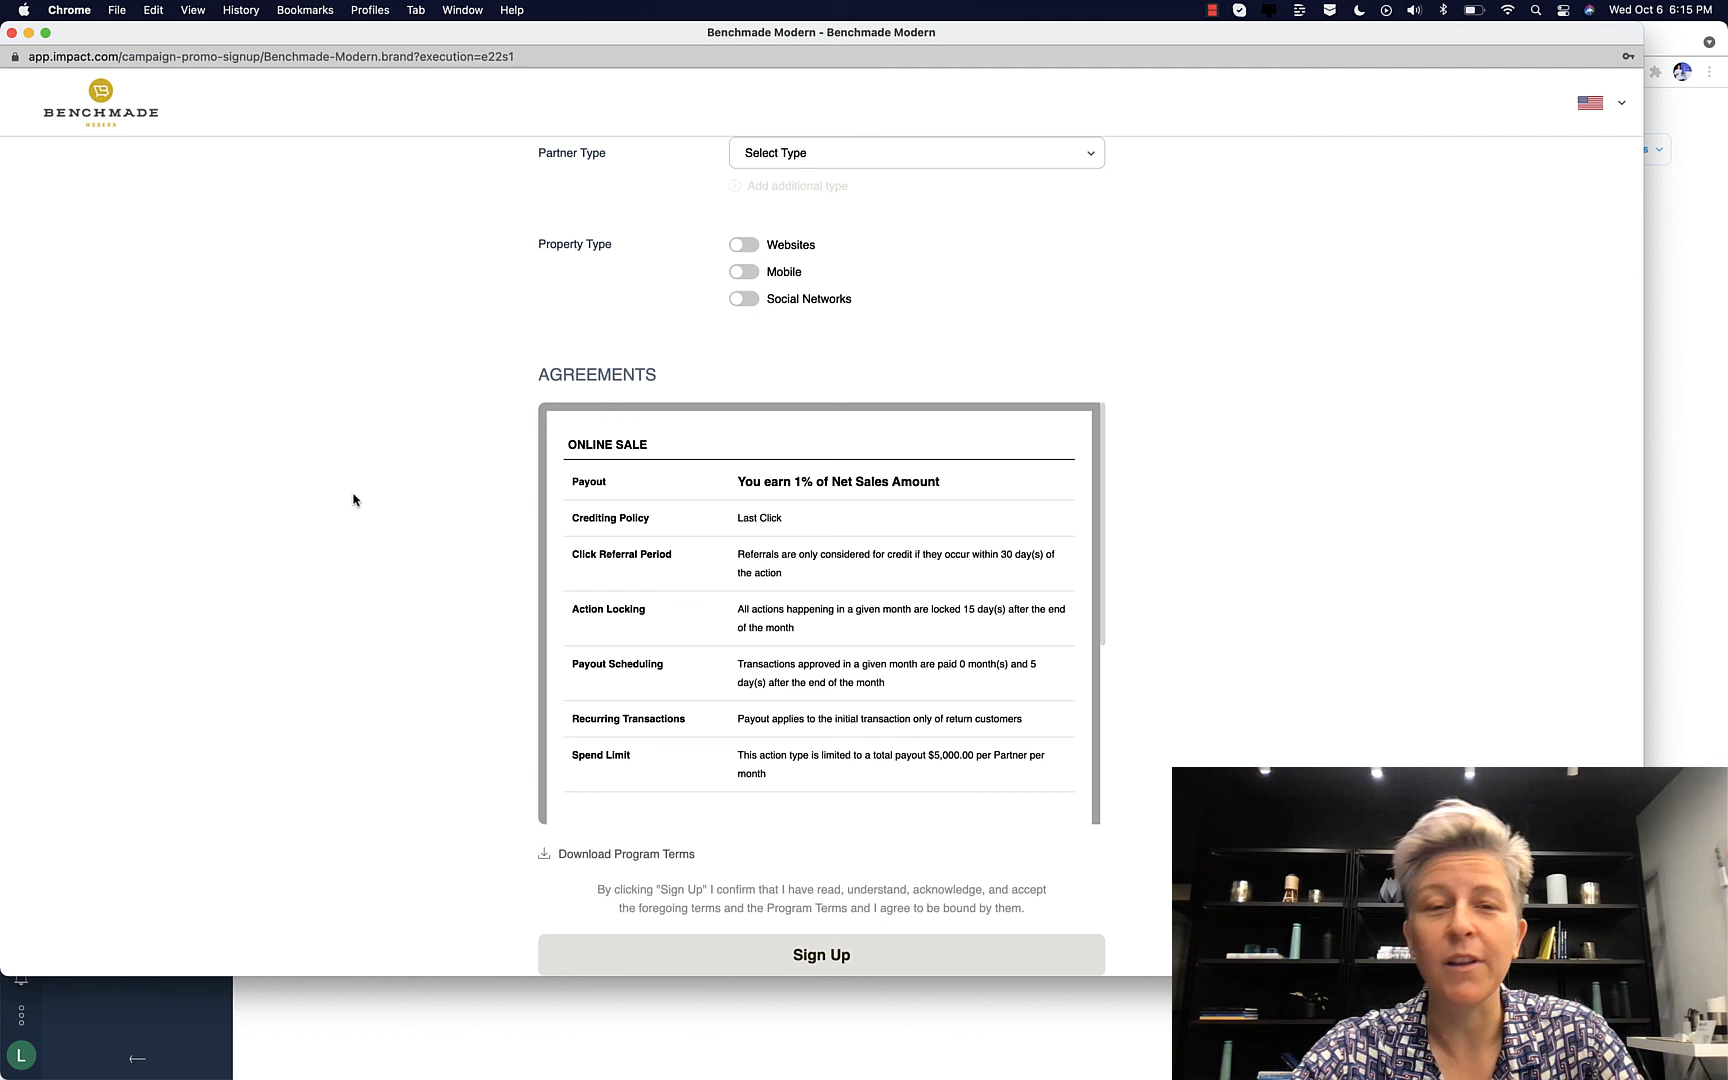 Chrome File Edit View History Bookmarks Profiles Tab Window Help
Wed Oct 6 6:15 PM
Benchmade Modern - Benchmade Modern
app.impact.com/campaign-promo-signup/Benchmade-Modern.brand?execution=e22s1
BENCHMADE
MODERN
s
Partner Type
Select Type
Add additional type
Property Type
Websites
Mobile
Social Networks
AGREEMENTS
ONLINE SALE
Payout
You earn 1% of Net Sales Amount
Crediting Policy
Last Click
Click Referral Period
Referrals are only considered for credit if they occur within 30 day(s) of
the action
Action Locking
All actions happening in a given month are locked 15 day(s) after the end
of the month
Payout Scheduling
Transactions approved in a given month are paid 0 month(s) and 5
day(s) after the end of the month
Recurring Transactions
Payout applies to the initial transaction only of return customers
Spend Limit
This action type is limited to a total payout $5,000.00 per Partner per
month
Download Program Terms
By clicking "Sign Up" I confirm that I have read, understand, acknowledge, and accept
the foregoing terms and the Program Terms and I agree to be bound by them.
Sign Up
L